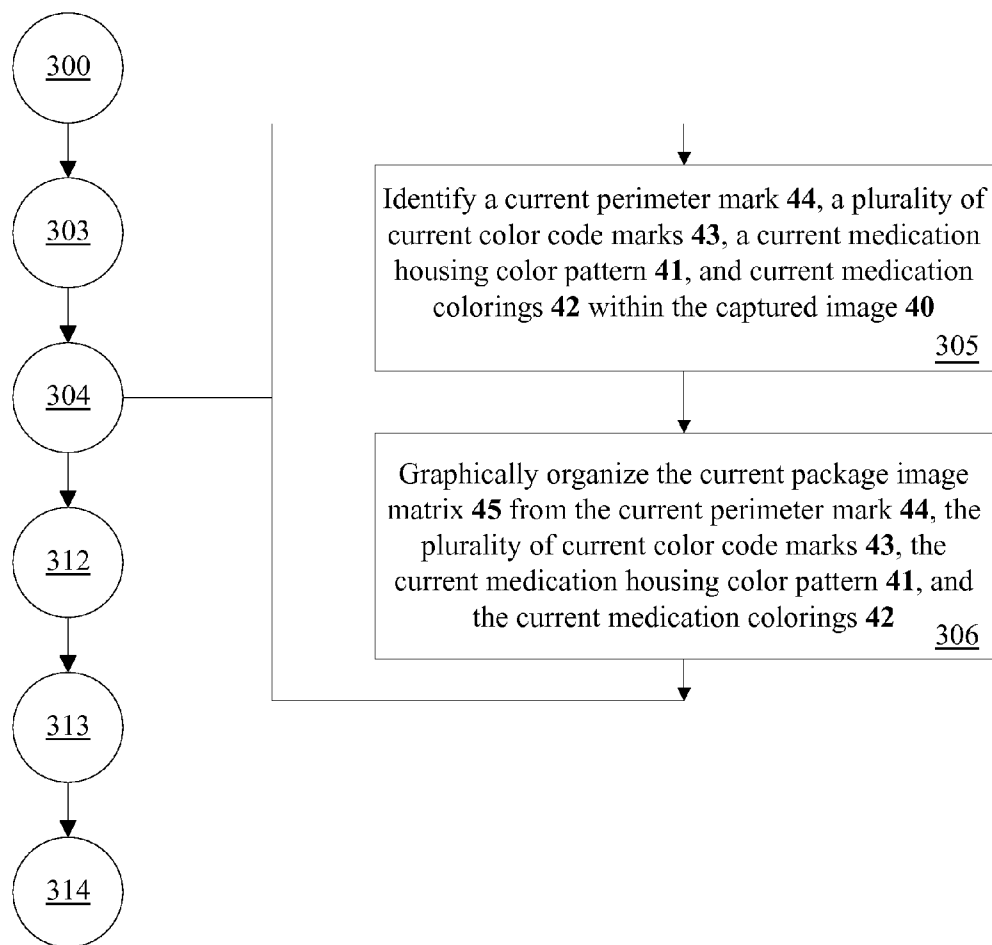 300
303
304
312
313
314
Identify a current perimeter mark 44, a plurality of
current color code marks 43, a current medication
housing color pattern 41, and current medication
colorings 42 within the captured image 40
305
Graphically organize the current package image
matrix 45 from the current perimeter mark 44, the
plurality of current color code marks 43, the
current medication housing color pattern 41, and
the current medication colorings 42
306